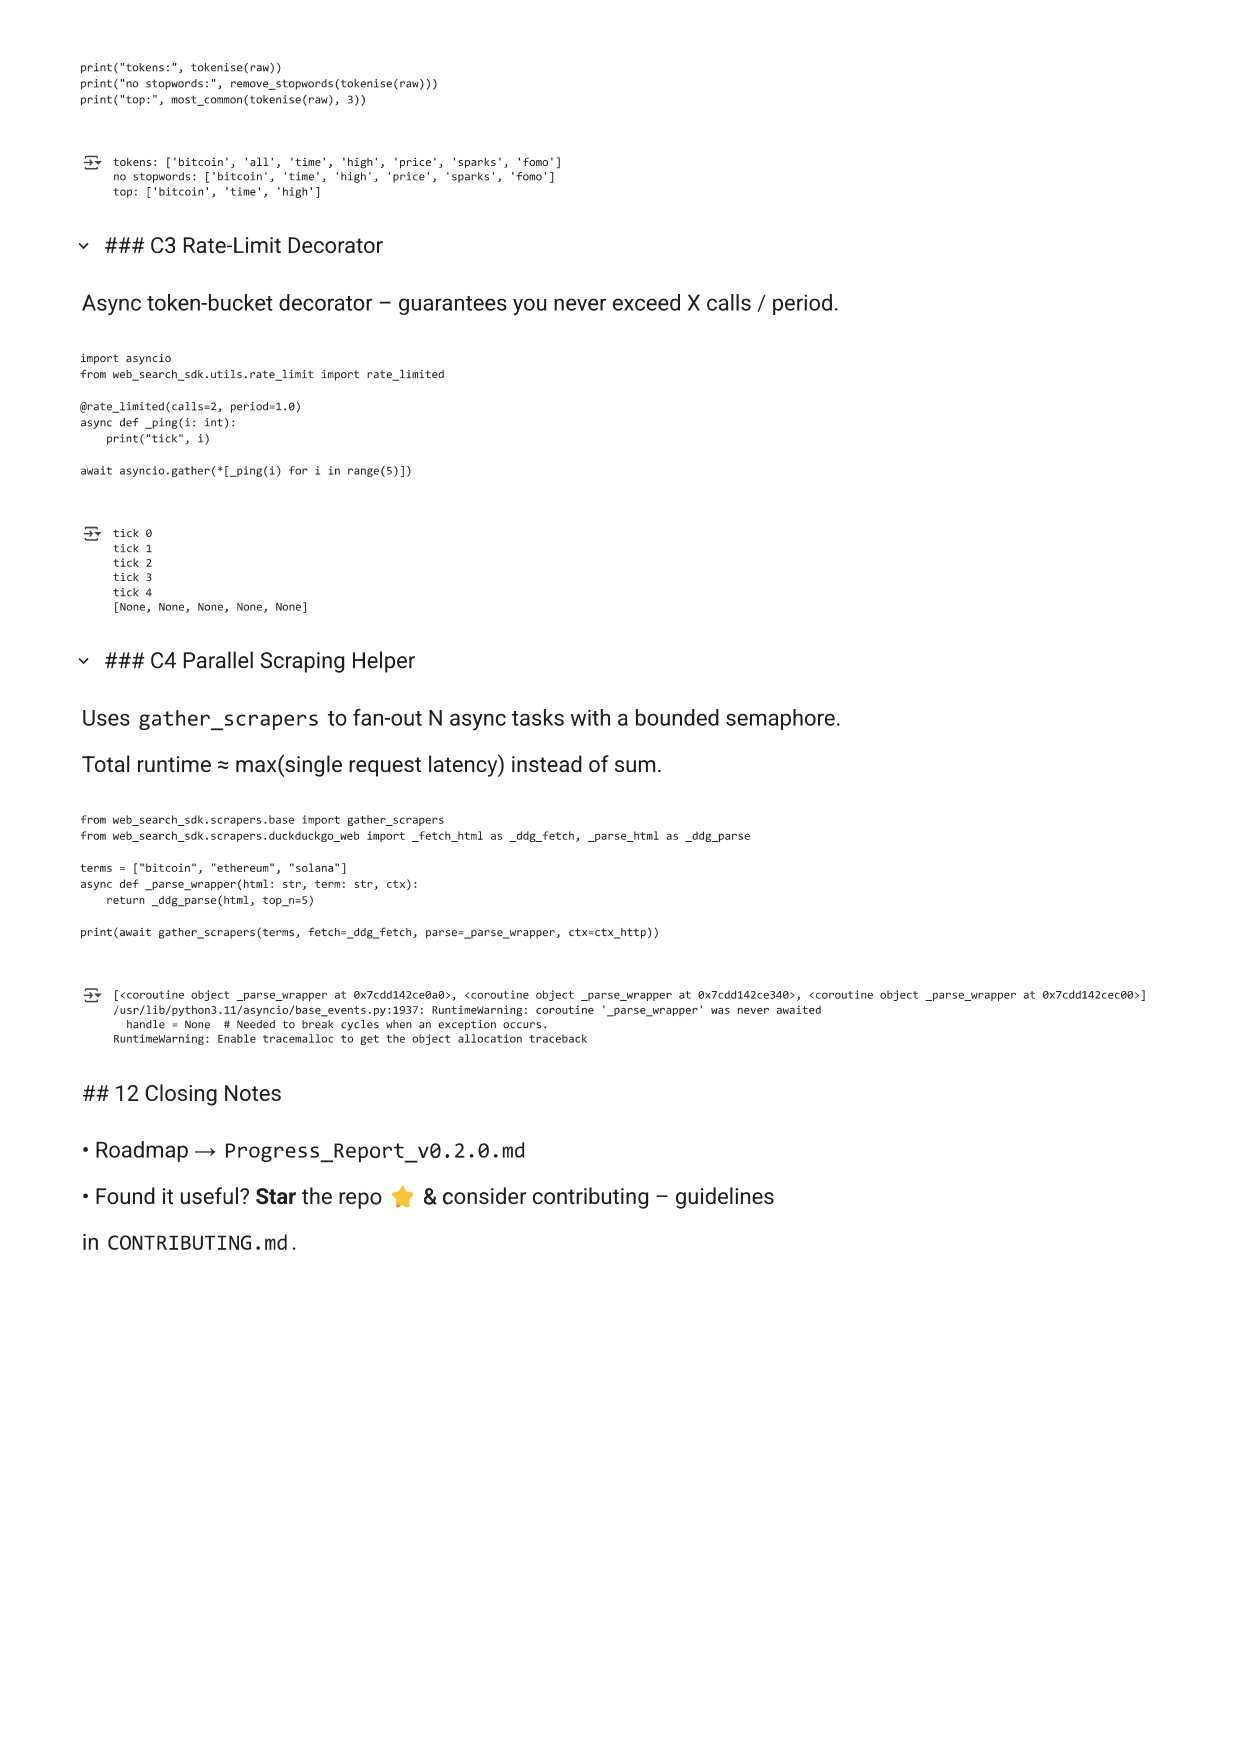 print("tokens:", tokenise(raw))
print("no stopwords:", remove_stopwords(tokenise(raw)))
print("top:", most_common(tokenise(raw), 3))
tokens: ['bitcoin', 'all', 'time', 'high', 'price', 'sparks', 'fomo']
no stopwords: ['bitcoin', 'time', 'high', 'price', 'sparks', 'fomo']
top: ['bitcoin', 'time', 'high']
### C3 Rate-Limit Decorator
Async token-bucket decorator – guarantees you never exceed X calls / period.
import asyncio
from web_search_sdk.utils.rate_limit import rate_limited
@rate_limited(calls=2, period=1.0)
async def _ping(i: int):
    print("tick", i)
await asyncio.gather(*[_ping(i) for i in range(5)])
tick 0
tick 1
tick 2
tick 3
tick 4
[None, None, None, None, None]
### C4 Parallel Scraping Helper
Uses gather_scrapers to fan-out N async tasks with a bounded semaphore.
Total runtime ≈ max(single request latency) instead of sum.
from web_search_sdk.scrapers.base import gather_scrapers
from web_search_sdk.scrapers.duckduckgo_web import _fetch_html as _ddg_fetch, _parse_html as _ddg_parse
terms = ["bitcoin", "ethereum", "solana"]
async def _parse_wrapper(html: str, term: str, ctx):
    return _ddg_parse(html, top_n=5)
print(await gather_scrapers(terms, fetch=_ddg_fetch, parse=_parse_wrapper, ctx=ctx_http))
[<coroutine object _parse_wrapper at 0x7cdd142ce0a0>, <coroutine object _parse_wrapper at 0x7cdd142ce340>, <coroutine object _parse_wrapper at 0x7cdd142cec00>]
/usr/lib/python3.11/asyncio/base_events.py:1937: RuntimeWarning: coroutine '_parse_wrapper' was never awaited
  handle = None  # Needed to break cycles when an exception occurs.
RuntimeWarning: Enable tracemalloc to get the object allocation traceback
## 12 Closing Notes
• Roadmap → Progress_Report_v0.2.0.md
• Found it useful? Star the repo ⭐ & consider contributing – guidelines
in CONTRIBUTING.md.